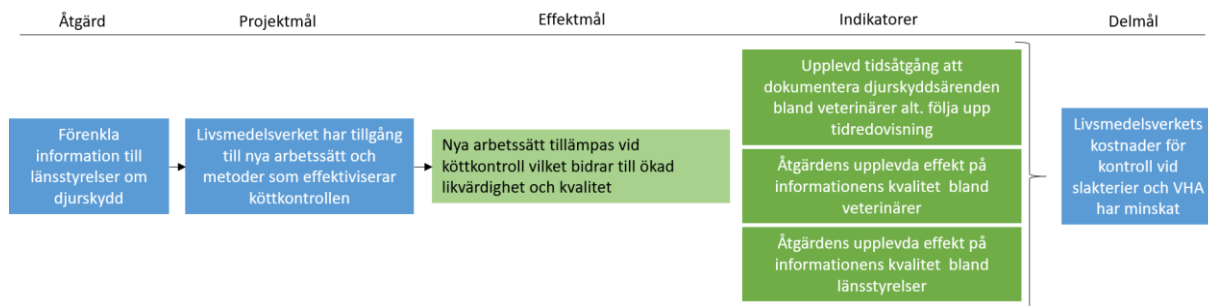 Åtgärd
Projektmål
Effektmål
Indikatorer
Delmål
Förenkla
information till
länsstyrelser om
djurskydd
Livsmedelsverket har tillgång
till nya arbetssätt och
metoder som effektiviserar
köttkontrollen
Nya arbetssätt tillämpas vid
köttkontroll vilket bidrar till ökad
likvärdighet och kvalitet
Upplevd tidsåtgång att
dokumentera djurskyddsärenden
bland veterinärer alt. följa upp
tidredovisning
Åtgärdens upplevda effekt på
informationens kvalitet bland
veterinärer
Åtgärdens upplevda effekt på
informationens kvalitet bland
länsstyrelser
Livsmedelsverkets
kostnader för
kontroll vid
slakterier och VHA
har minskat